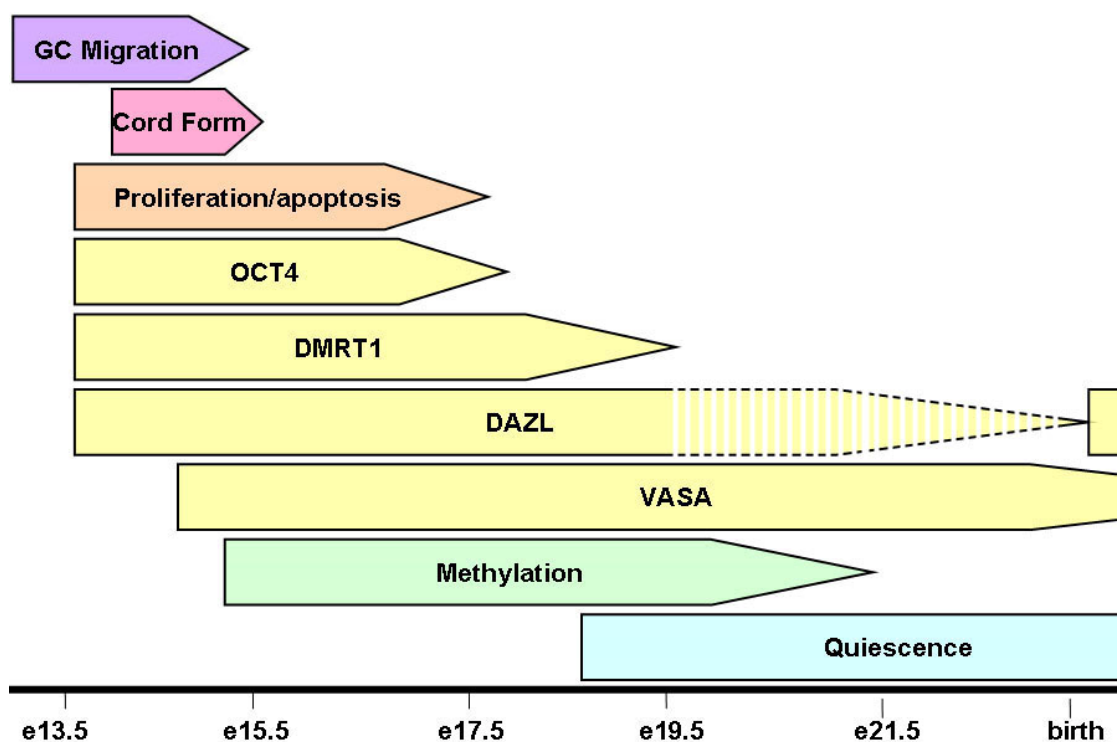 GC Migration
Cord Form
Proliferation/apoptosis
OCT4
DMRT1
DAZL
VASA
Methylation
Quiescence
e13.5 e15.5 e17.5 e19.5 e21.5 birth